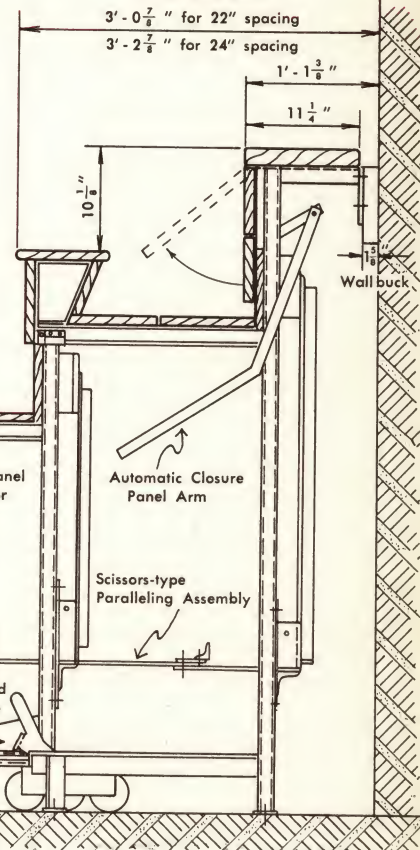 3' - 0 7/8 " for 22" spacing
3' - 2 7/8 " for 24" spacing
1' - 1 3/8 "
11 1/4 "
10 1/8 "
1 5/8 "
Wall buck
Automatic Closure
Panel Arm
Scissors-type
Paralleling Assembly